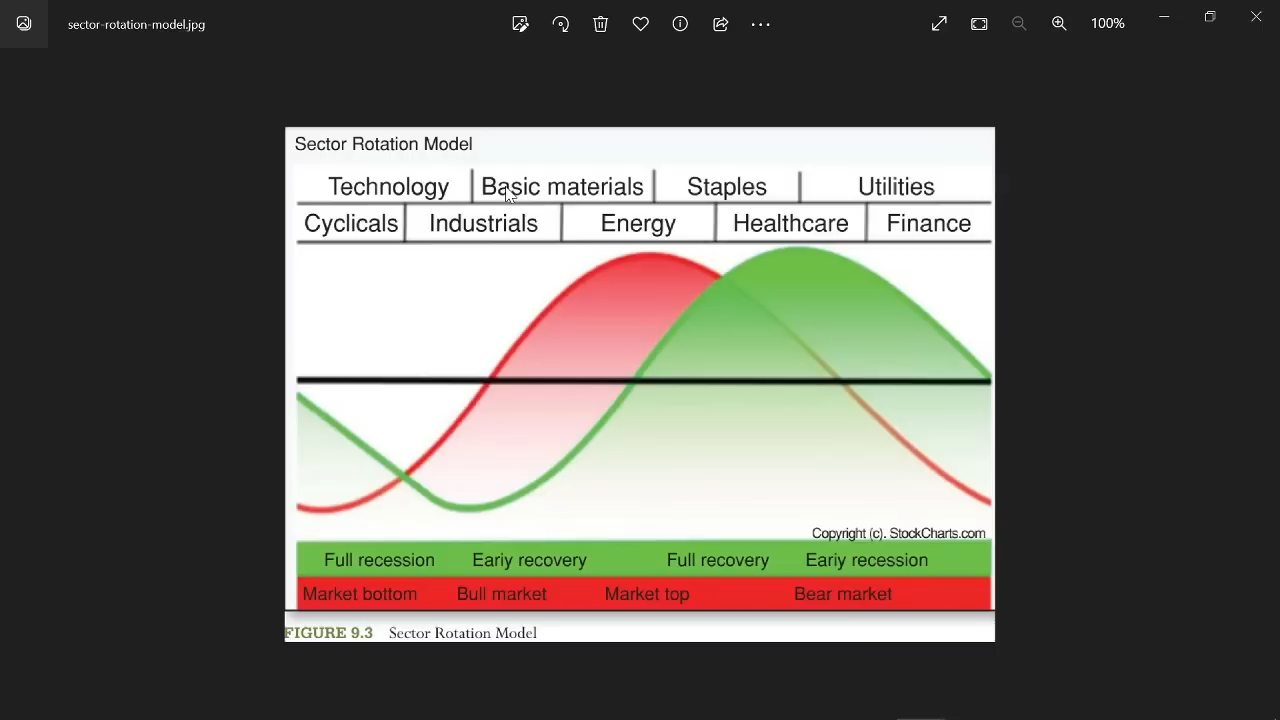 sector-rotation-model.jpg
100%
Sector Rotation Model
Technology Basic materials Staples Utilities
Cyclicals Industrials Energy Healthcare Finance
Copyright (c). StockCharts.com
Full recession Early recovery Full recovery Early recession
Market bottom Bull market Market top Bear market
FIGURE 9.3 Sector Rotation Model